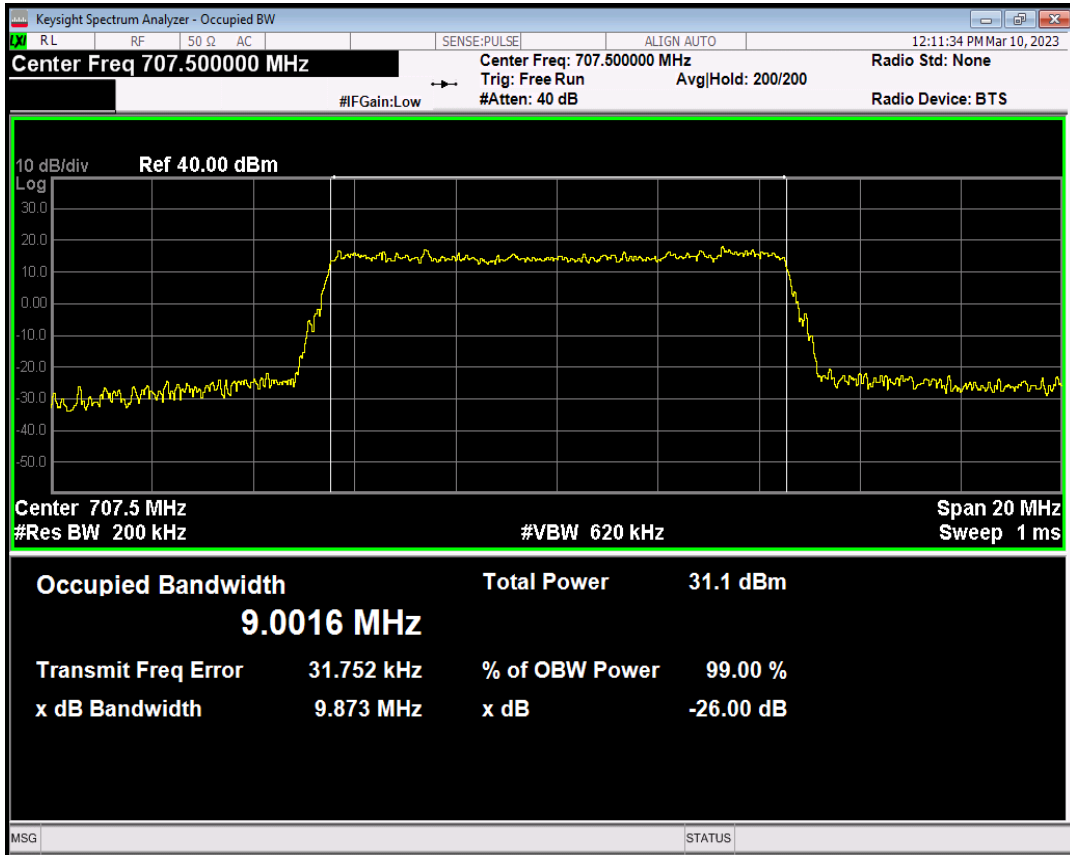 Keysight Spectrum Analyzer - Occupied BW
LXI RL RF 50 Ω AC SENSE:PULSE ALIGN AUTO 12:11:34 PM Mar 10, 2023
Center Freq 707.500000 MHz Center Freq: 707.500000 MHz Radio Std: None
Trig: Free Run Avg|Hold: 200/200
#IFGain:Low #Atten: 40 dB Radio Device: BTS
10 dB/div Ref 40.00 dBm
Log
30.0
20.0
10.0
0.00
-10.0
-20.0
-30.0
-40.0
-50.0
Center 707.5 MHz Span 20 MHz
#Res BW 200 kHz #VBW 620 kHz Sweep 1 ms
Occupied Bandwidth Total Power 31.1 dBm
9.0016 MHz
Transmit Freq Error 31.752 kHz % of OBW Power 99.00 %
x dB Bandwidth 9.873 MHz x dB -26.00 dB
MSG STATUS